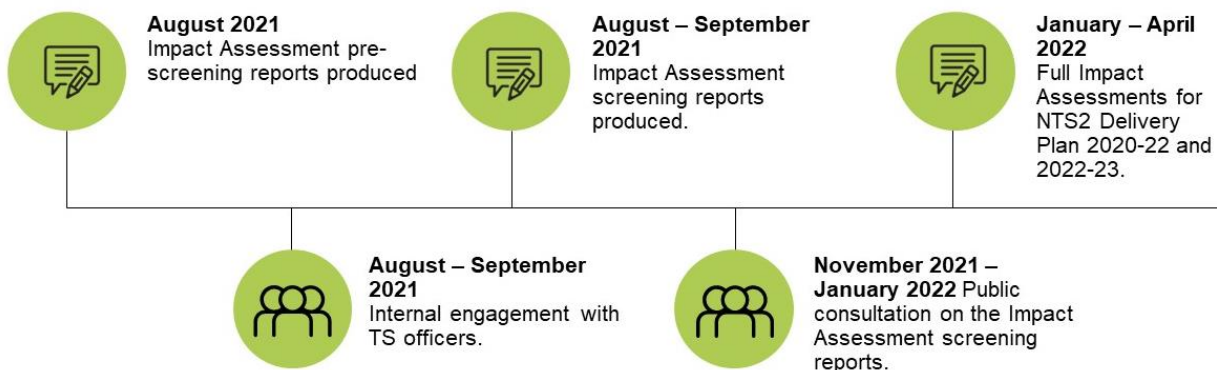 August 2021
Impact Assessment pre-
screening reports produced
August – September
2021
Internal engagement with
TS officers.
August – September
2021
Impact Assessment
screening reports
produced.
November 2021 –
January 2022 Public
consultation on the Impact
Assessment screening
reports.
January – April
2022
Full Impact
Assessments for
NTS2 Delivery
Plan 2020-22 and
2022-23.